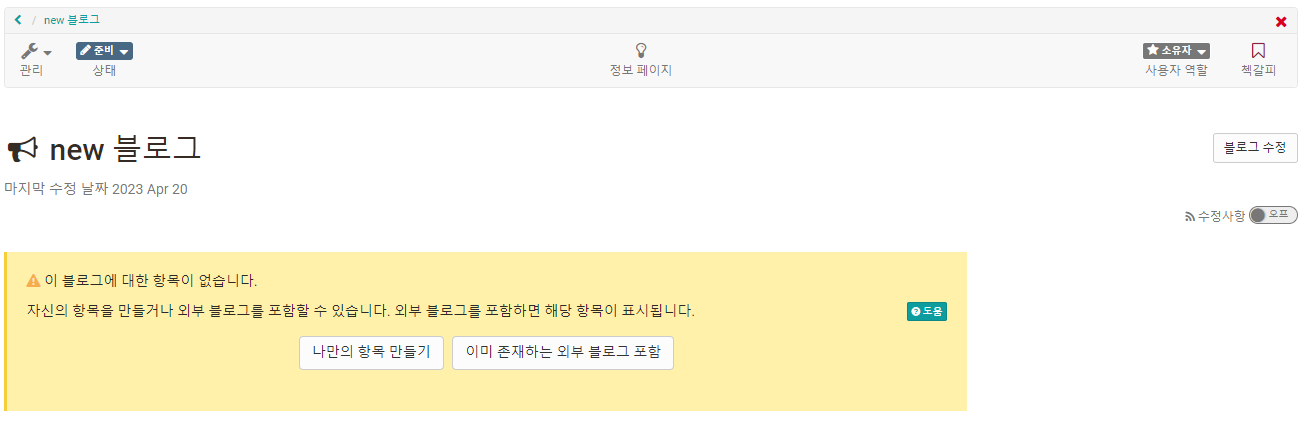 / new 블로그
관리
준비
상태
정보 페이지
소유자
사용자 역할
첵갈피
new 블로그
블로그 수정
마지막 수정 날짜 2023 Apr 20
수정사항 오프
이 블로그에 대한 항목이 없습니다.
자신의 항목을 만들거나 외부 블로그를 포함할 수 있습니다. 외부 블로그를 포함하면 해당 항목이 표시됩니다.
도움
나만의 항목 만들기
이미 존재하는 외부 블로그 포함